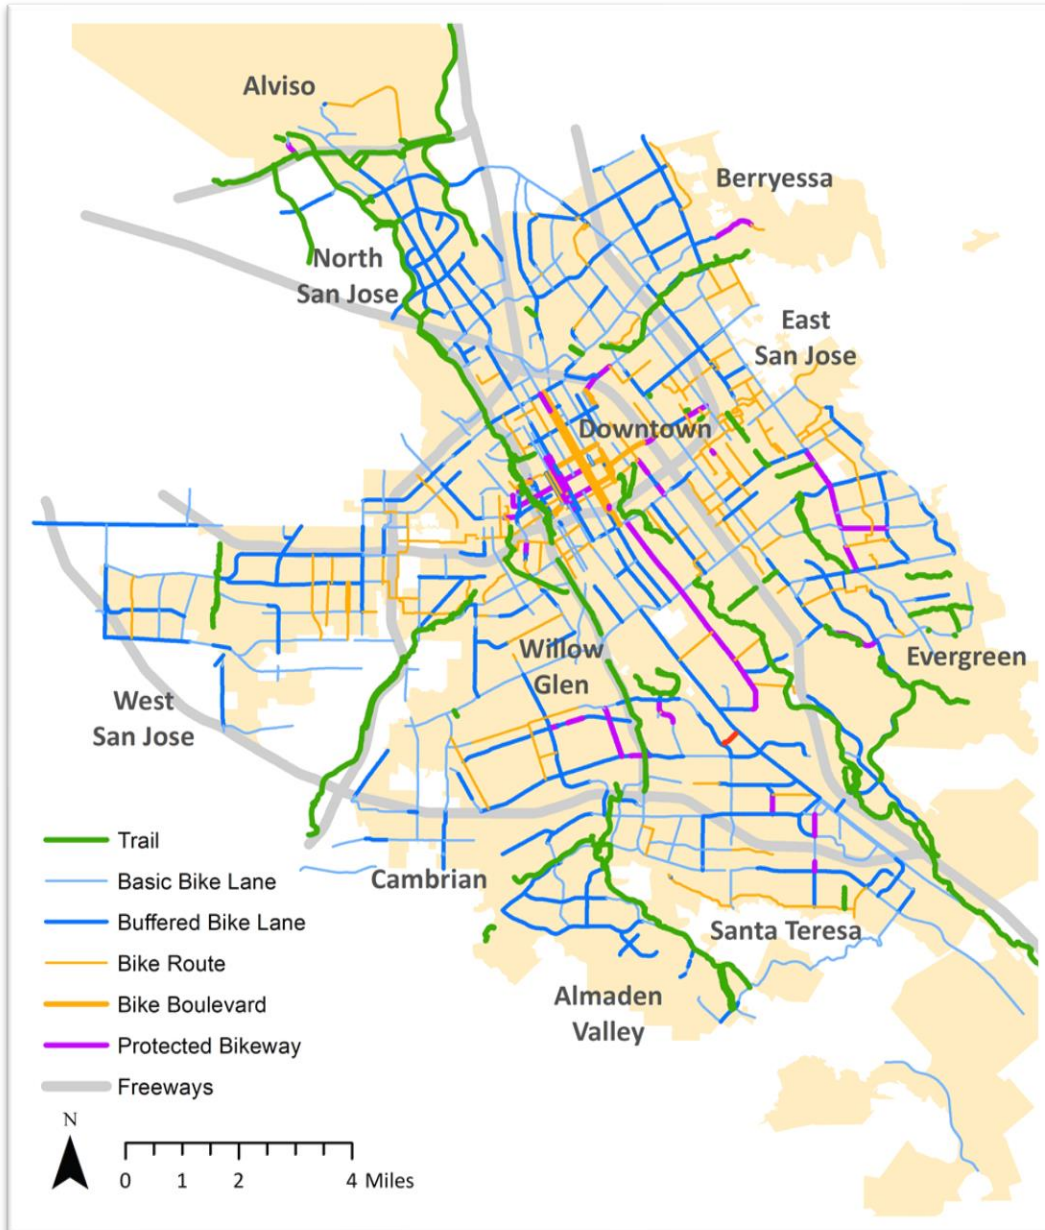 Alviso
Berryessa
North
San Jose
East
San Jose
Downtown
Willow
Glen
Evergreen
West
San Jose
Trail
Basic Bike Lane
Buffered Bike Lane
Bike Route
Bike Boulevard
Protected Bikeway
Freeways
Cambrian
Santa Teresa
Almaden
Valley
N
0 1 2 4 Miles